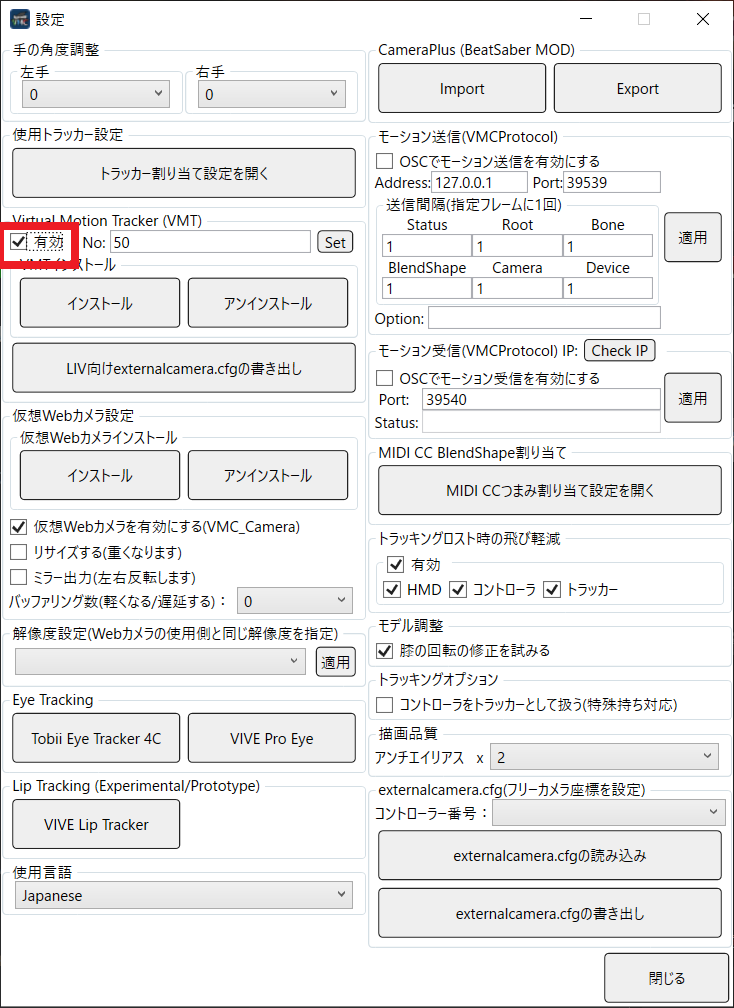 設定
手の角度調整
左手
0
右手
0
使用トラッカー設定
トラッカー割り当て設定を開く
Virtual Motion Tracker (VMT)
有効 No: 50 Set
VMTインストール
インストール アンインストール
LIV向けexternalcamera.cfgの書き出し
仮想Webカメラ設定
仮想Webカメラインストール
インストール アンインストール
仮想Webカメラを有効にする(VMC_Camera)
リサイズする(重くなります)
ミラー出力(左右反転します)
バッファリング数(軽くなる/遅延する)： 0
解像度設定(Webカメラの使用側と同じ解像度を指定)
適用
Eye Tracking
Tobii Eye Tracker 4C VIVE Pro Eye
Lip Tracking (Experimental/Prototype)
VIVE Lip Tracker
使用言語
Japanese
CameraPlus (BeatSaber MOD)
Import Export
モーション送信(VMCProtocol)
OSCでモーション送信を有効にする
Address: 127.0.0.1 Port: 39539
送信間隔(指定フレームに1回)
Status Root Bone
1 1 1
適用
BlendShape Camera Device
1 1 1
Option:
モーション受信(VMCProtocol) IP: Check IP
OSCでモーション受信を有効にする
Port: 39540
適用
Status:
MIDI CC BlendShape割り当て
MIDI CCつまみ割り当て設定を開く
トラッキングロスト時の飛び軽減
有効
HMD コントローラ トラッカー
モデル調整
膝の回転の修正を試みる
トラッキングオプション
コントローラをトラッカーとして扱う(特殊持ち対応)
描画品質
アンチエイリアス x 2
externalcamera.cfg(フリーカメラ座標を設定)
コントローラー番号：
externalcamera.cfgの読み込み
externalcamera.cfgの書き出し
閉じる